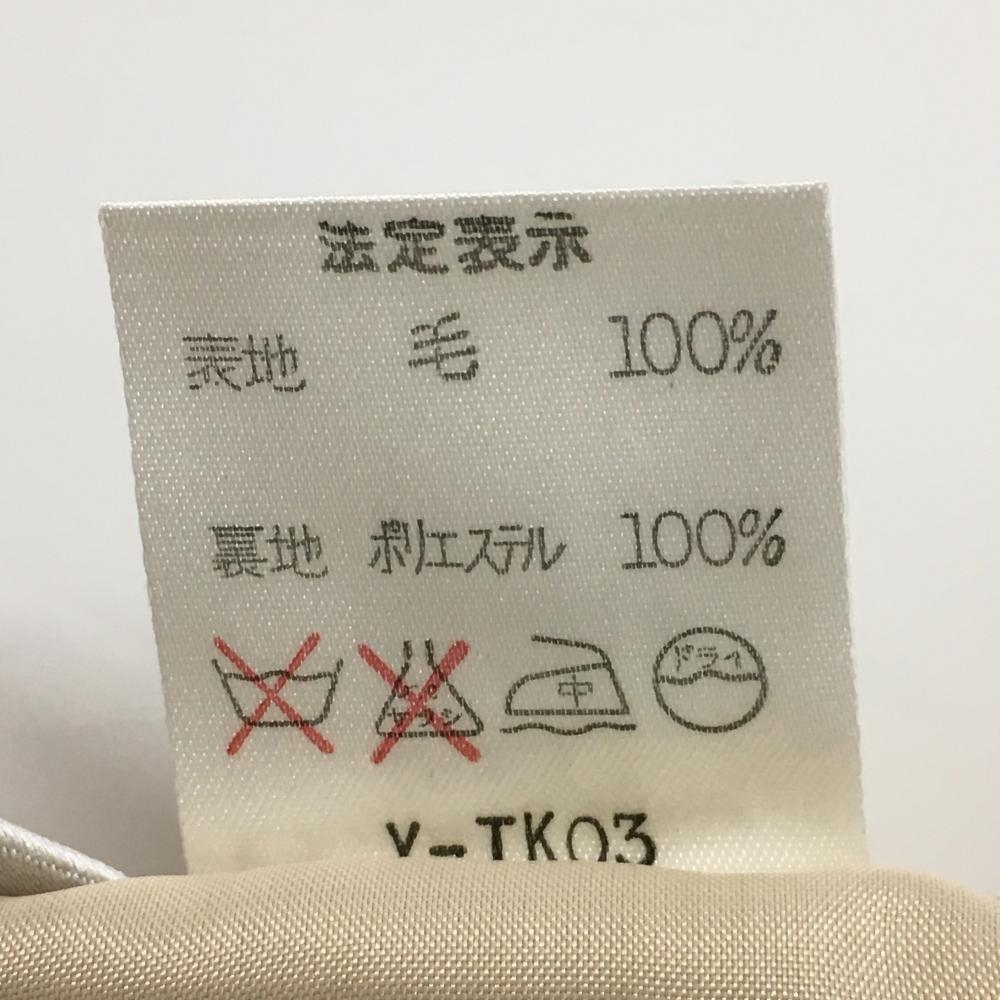 法定表示
表地 毛 100%
裏地 ポリエステル 100%
中 ドライ
Y-TK03